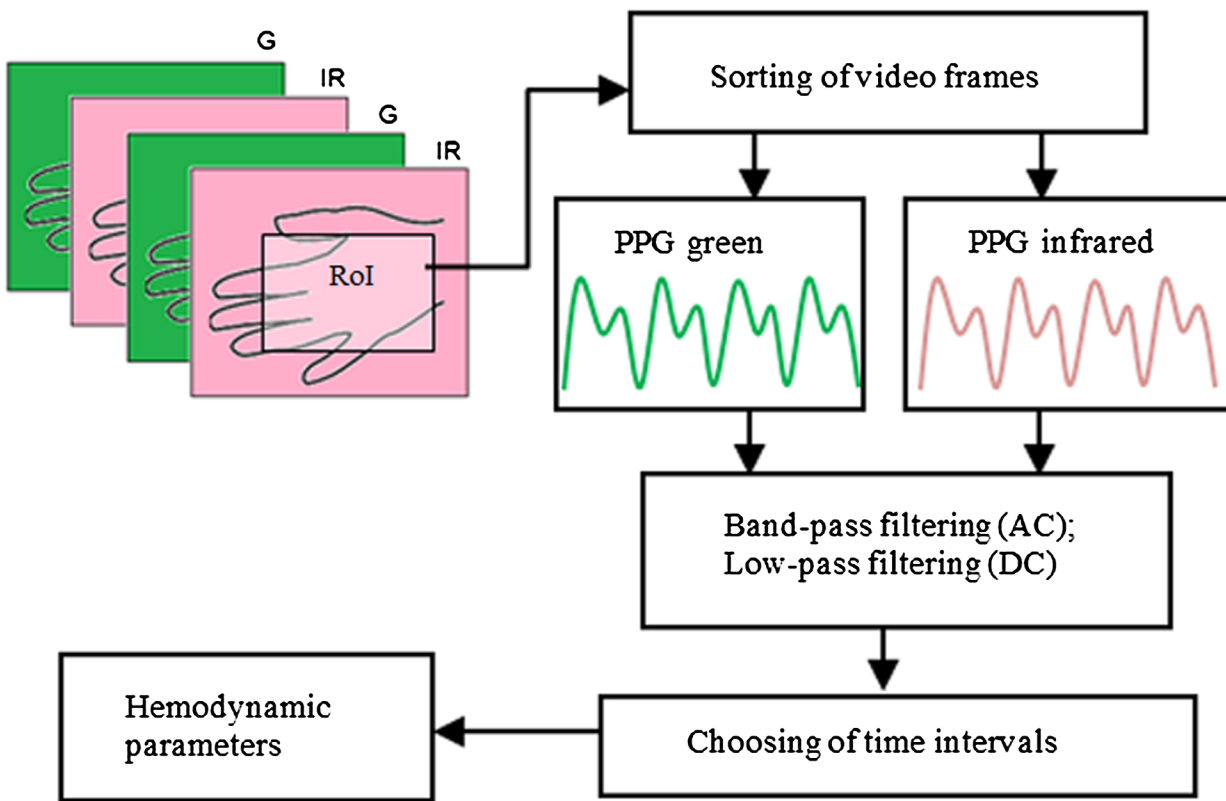 G
IR
G
IR
RoI
Sorting of video frames
PPG green
PPG infrared
Band-pass filtering (AC);
Low-pass filtering (DC)
Choosing of time intervals
Hemodynamic
parameters